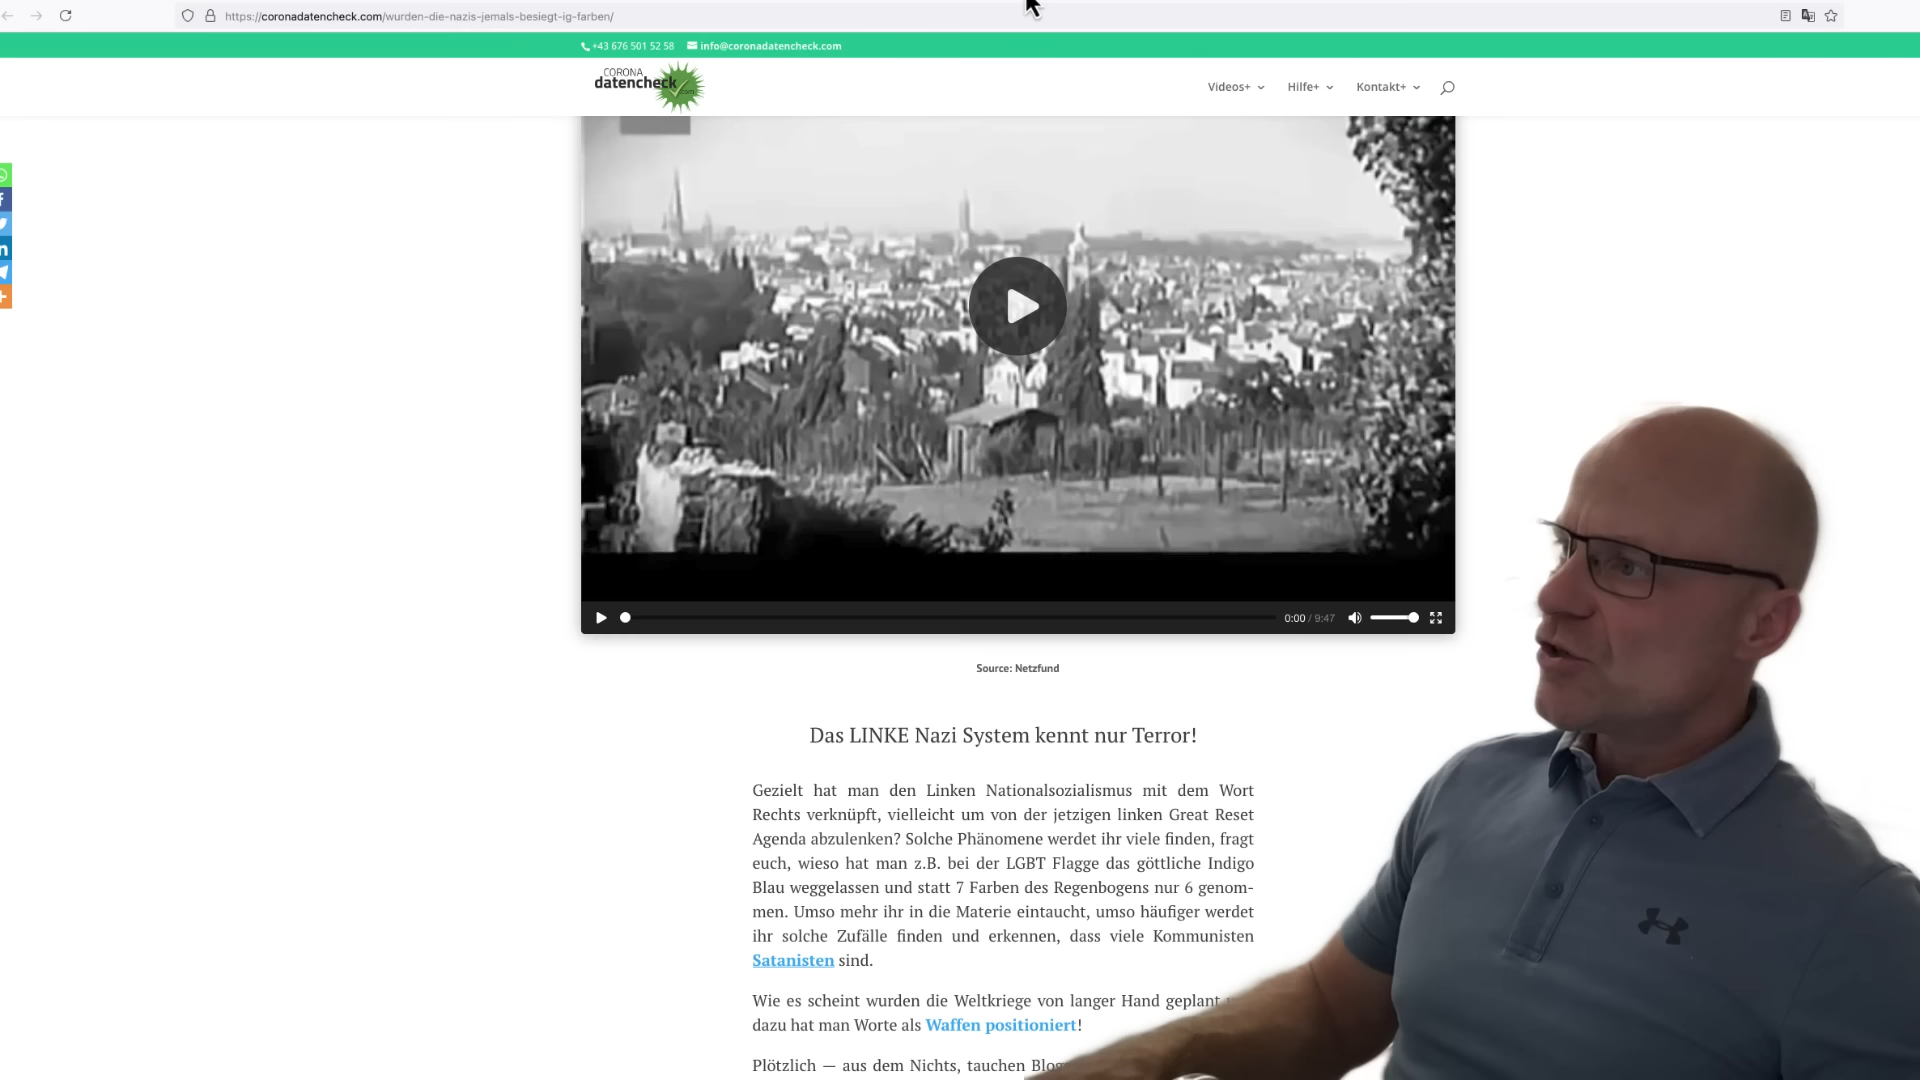 https://coronadatencheck.com/wurden-die-nazis-jemals-besiegt-ig-farben/
+43 676 501 52 58 info@coronadatencheck.com
CORONA
datencheck
.com
Videos+ Hilfe+ Kontakt+
0:00 / 9:47
Source: Netzfund
Das LINKE Nazi System kennt nur Terror!
Gezielt hat man den Linken Nationalsozialismus mit dem Wort
Rechts verknüpft, vielleicht um von der jetzigen linken Great Reset
Agenda abzulenken? Solche Phänomene werdet ihr viele finden, fragt
euch, wieso hat man z.B. bei der LGBT Flagge das göttliche Indigo
Blau weggelassen und statt 7 Farben des Regenbogens nur 6 genom-
men. Umso mehr ihr in die Materie eintaucht, umso häufiger werdet
ihr solche Zufälle finden und erkennen, dass viele Kommunisten
Satanisten sind.
Wie es scheint wurden die Weltkriege von langer Hand geplant
dazu hat man Worte als Waffen positioniert!
Plötzlich — aus dem Nichts, tauchen